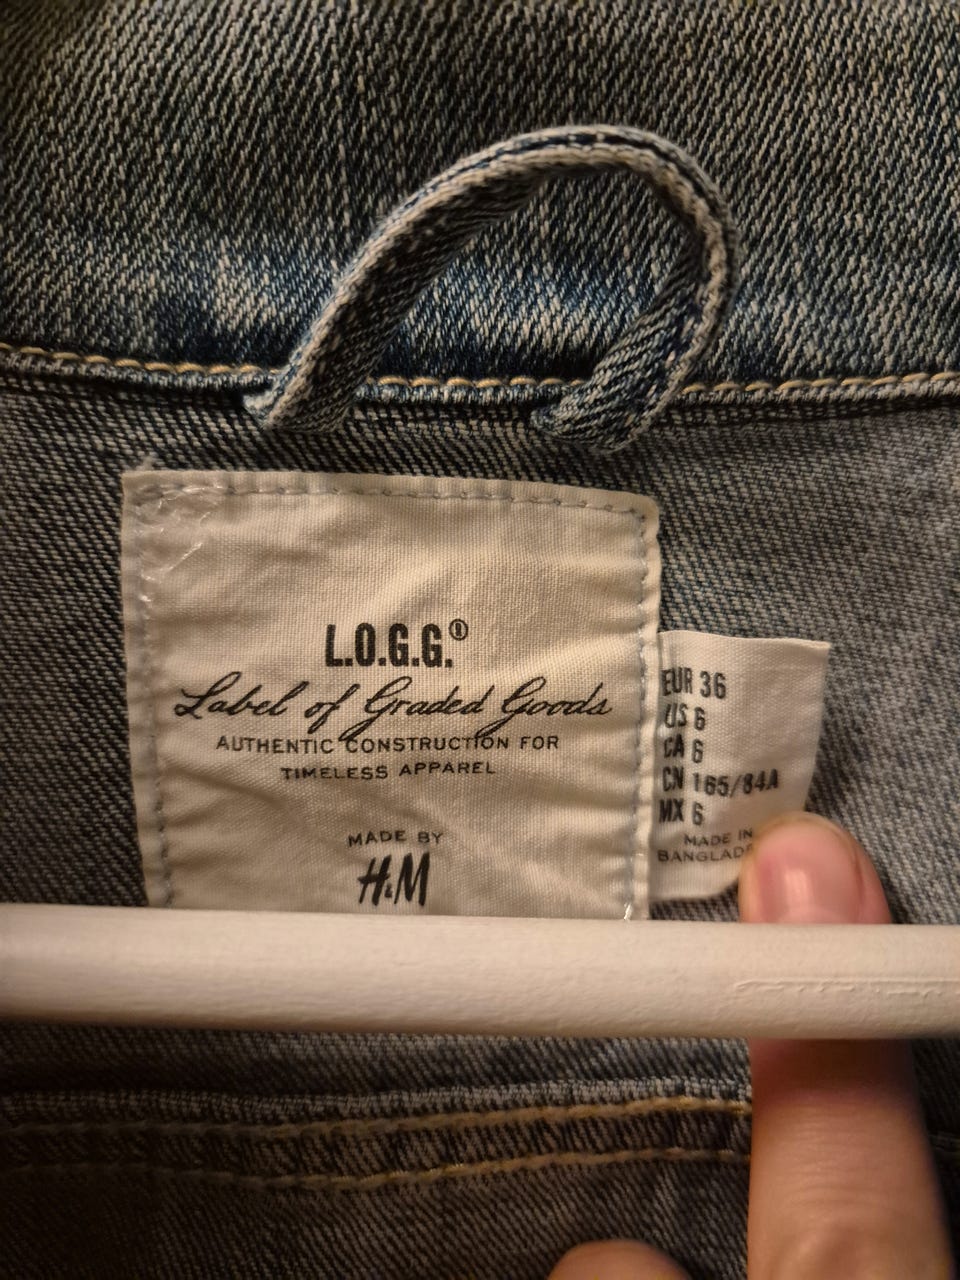 L.O.G.G.®
Label of Graded Goods
AUTHENTIC CONSTRUCTION FOR
TIMELESS APPAREL
MADE BY
H&M
EUR 36
US 6
CA 6
CN 165/84A
MX 6
MADE IN